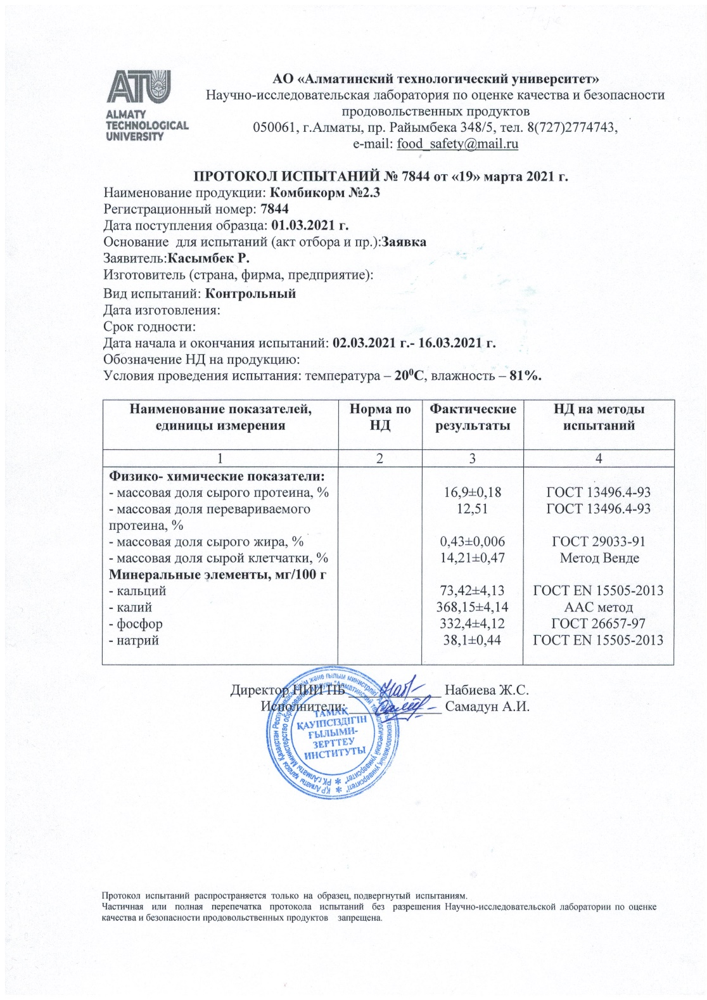 ATU
ALMATY
TECHNOLOGICAL
UNIVERSITY
АО «Алматинский технологический университет»
Научно-исследовательская лаборатория по оценке качества и безопасности
продовольственных продуктов
050061, г.Алматы, пр. Райымбека 348/5, тел. 8(727)2774743,
e-mail: food_safety@mail.ru
ПРОТОКОЛ ИСПЫТАНИЙ № 7844 от «19» марта 2021 г.
Наименование продукции: Комбикорм №2.3
Регистрационный номер: 7844
Дата поступления образца: 01.03.2021 г.
Основание для испытаний (акт отбора и пр.):Заявка
Заявитель:Касымбек Р.
Изготовитель (страна, фирма, предприятие):
Вид испытаний: Контрольный
Дата изготовления:
Срок годности:
Дата начала и окончания испытаний: 02.03.2021 г.- 16.03.2021 г.
Обозначение НД на продукцию:
Условия проведения испытания: температура – 20⁰С, влажность – 81%.
Наименование показателей, Норма по Фактические НД на методы
единицы измерения НД результаты испытаний
1 2 3 4
Физико- химические показатели:
- массовая доля сырого протеина, % 16,9±0,18 ГОСТ 13496.4-93
- массовая доля перевариваемого 12,51 ГОСТ 13496.4-93
протеина, %
- массовая доля сырого жира, % 0,43±0,006 ГОСТ 29033-91
- массовая доля сырой клетчатки, % 14,21±0,47 Метод Венде
Минеральные элементы, мг/100 г
- кальций 73,42±4,13 ГОСТ EN 15505-2013
- калий 368,15±4,14 ААС метод
- фосфор 332,4±4,12 ГОСТ 26657-97
- натрий 38,1±0,44 ГОСТ EN 15505-2013
Директор НИИ ПБ Набиева Ж.С.
Исполнители: Самадун А.И.
ТАМАҚ
ҚАУІПСІЗДІГІН
ҒЫЛЫМИ-
ЗЕРТТЕУ
ИНСТИТУТЫ
Протокол испытаний распространяется только на образец, подвергнутый испытаниям.
Частичная или полная перепечатка протокола испытаний без разрешения Научно-исследовательской лаборатории по оценке
качества и безопасности продовольственных продуктов запрещена.